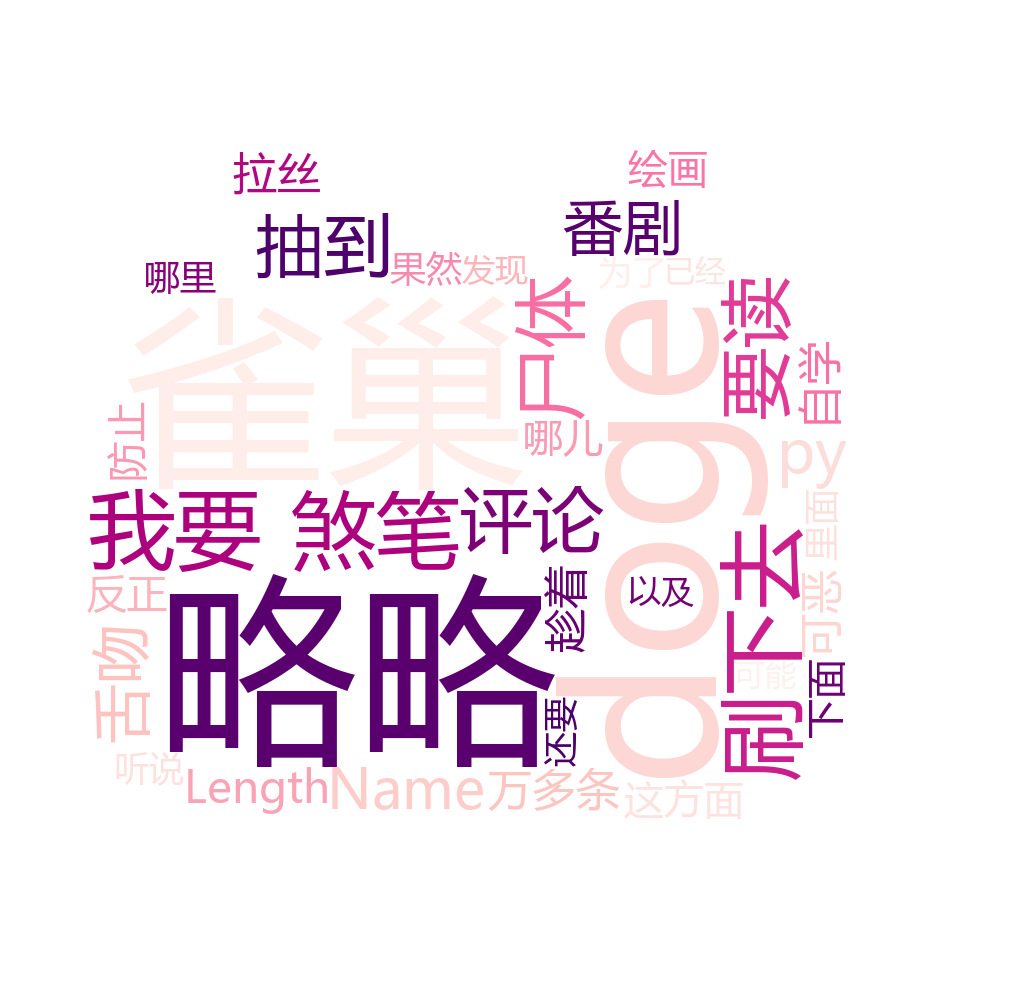 拉丝
绘画
抽到
番剧
哪里
果然
发现
为了
已经
雀巢
尸体
doge
要读
自学
防止
哪儿
py
我要
煞笔
评论
里面
刷下去
反正
趁着
以及
可恶
舌吻
略略
可能
下面
还要
听说
Length
Name
万多条
这方面